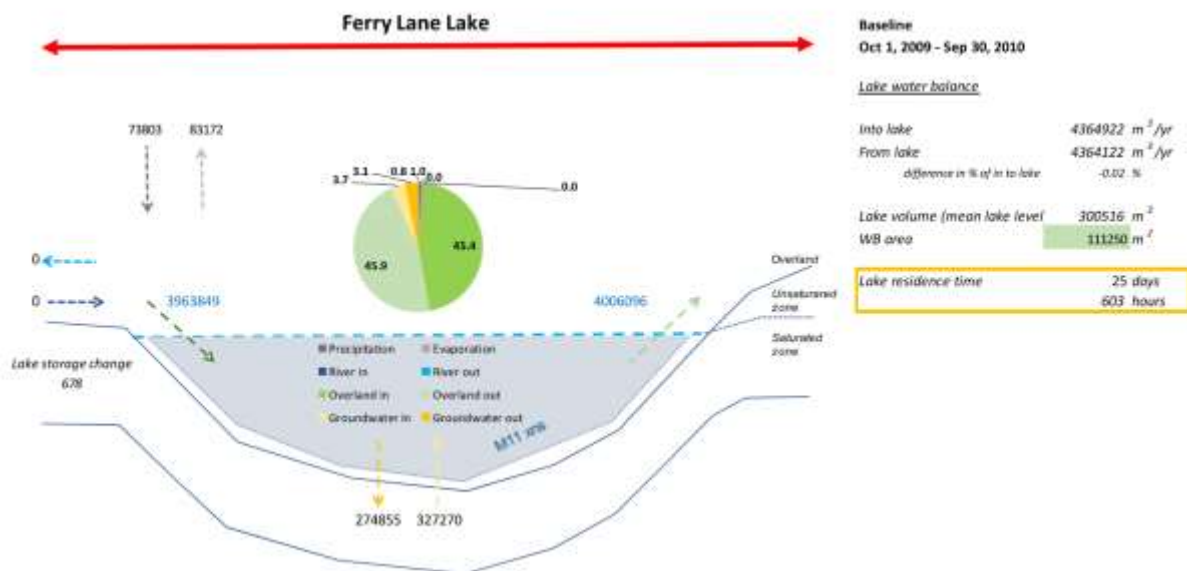 Ferry Lane Lake
Baseline
Oct 1, 2009 - Sep 30, 2010
Lake water balance
Into lake 4364922 m³/yr
From lake 4364122 m³/yr
difference in % of in to lake -0.02 %
Lake volume (mean lake level 300516 m³
WB area 111250 m²
Lake residence time 25 days
603 hours
73803 83172
3.7 3.1 0.8 1.0 0.0 0.0
45.9 45.4
0
0
3963849 4006096
Overland
Unsaturated
zone
Saturated
zone
Lake storage change
678
Precipitation Evaporation
River in River out
Overland in Overland out
Groundwater in Groundwater out
M11
274855 327270